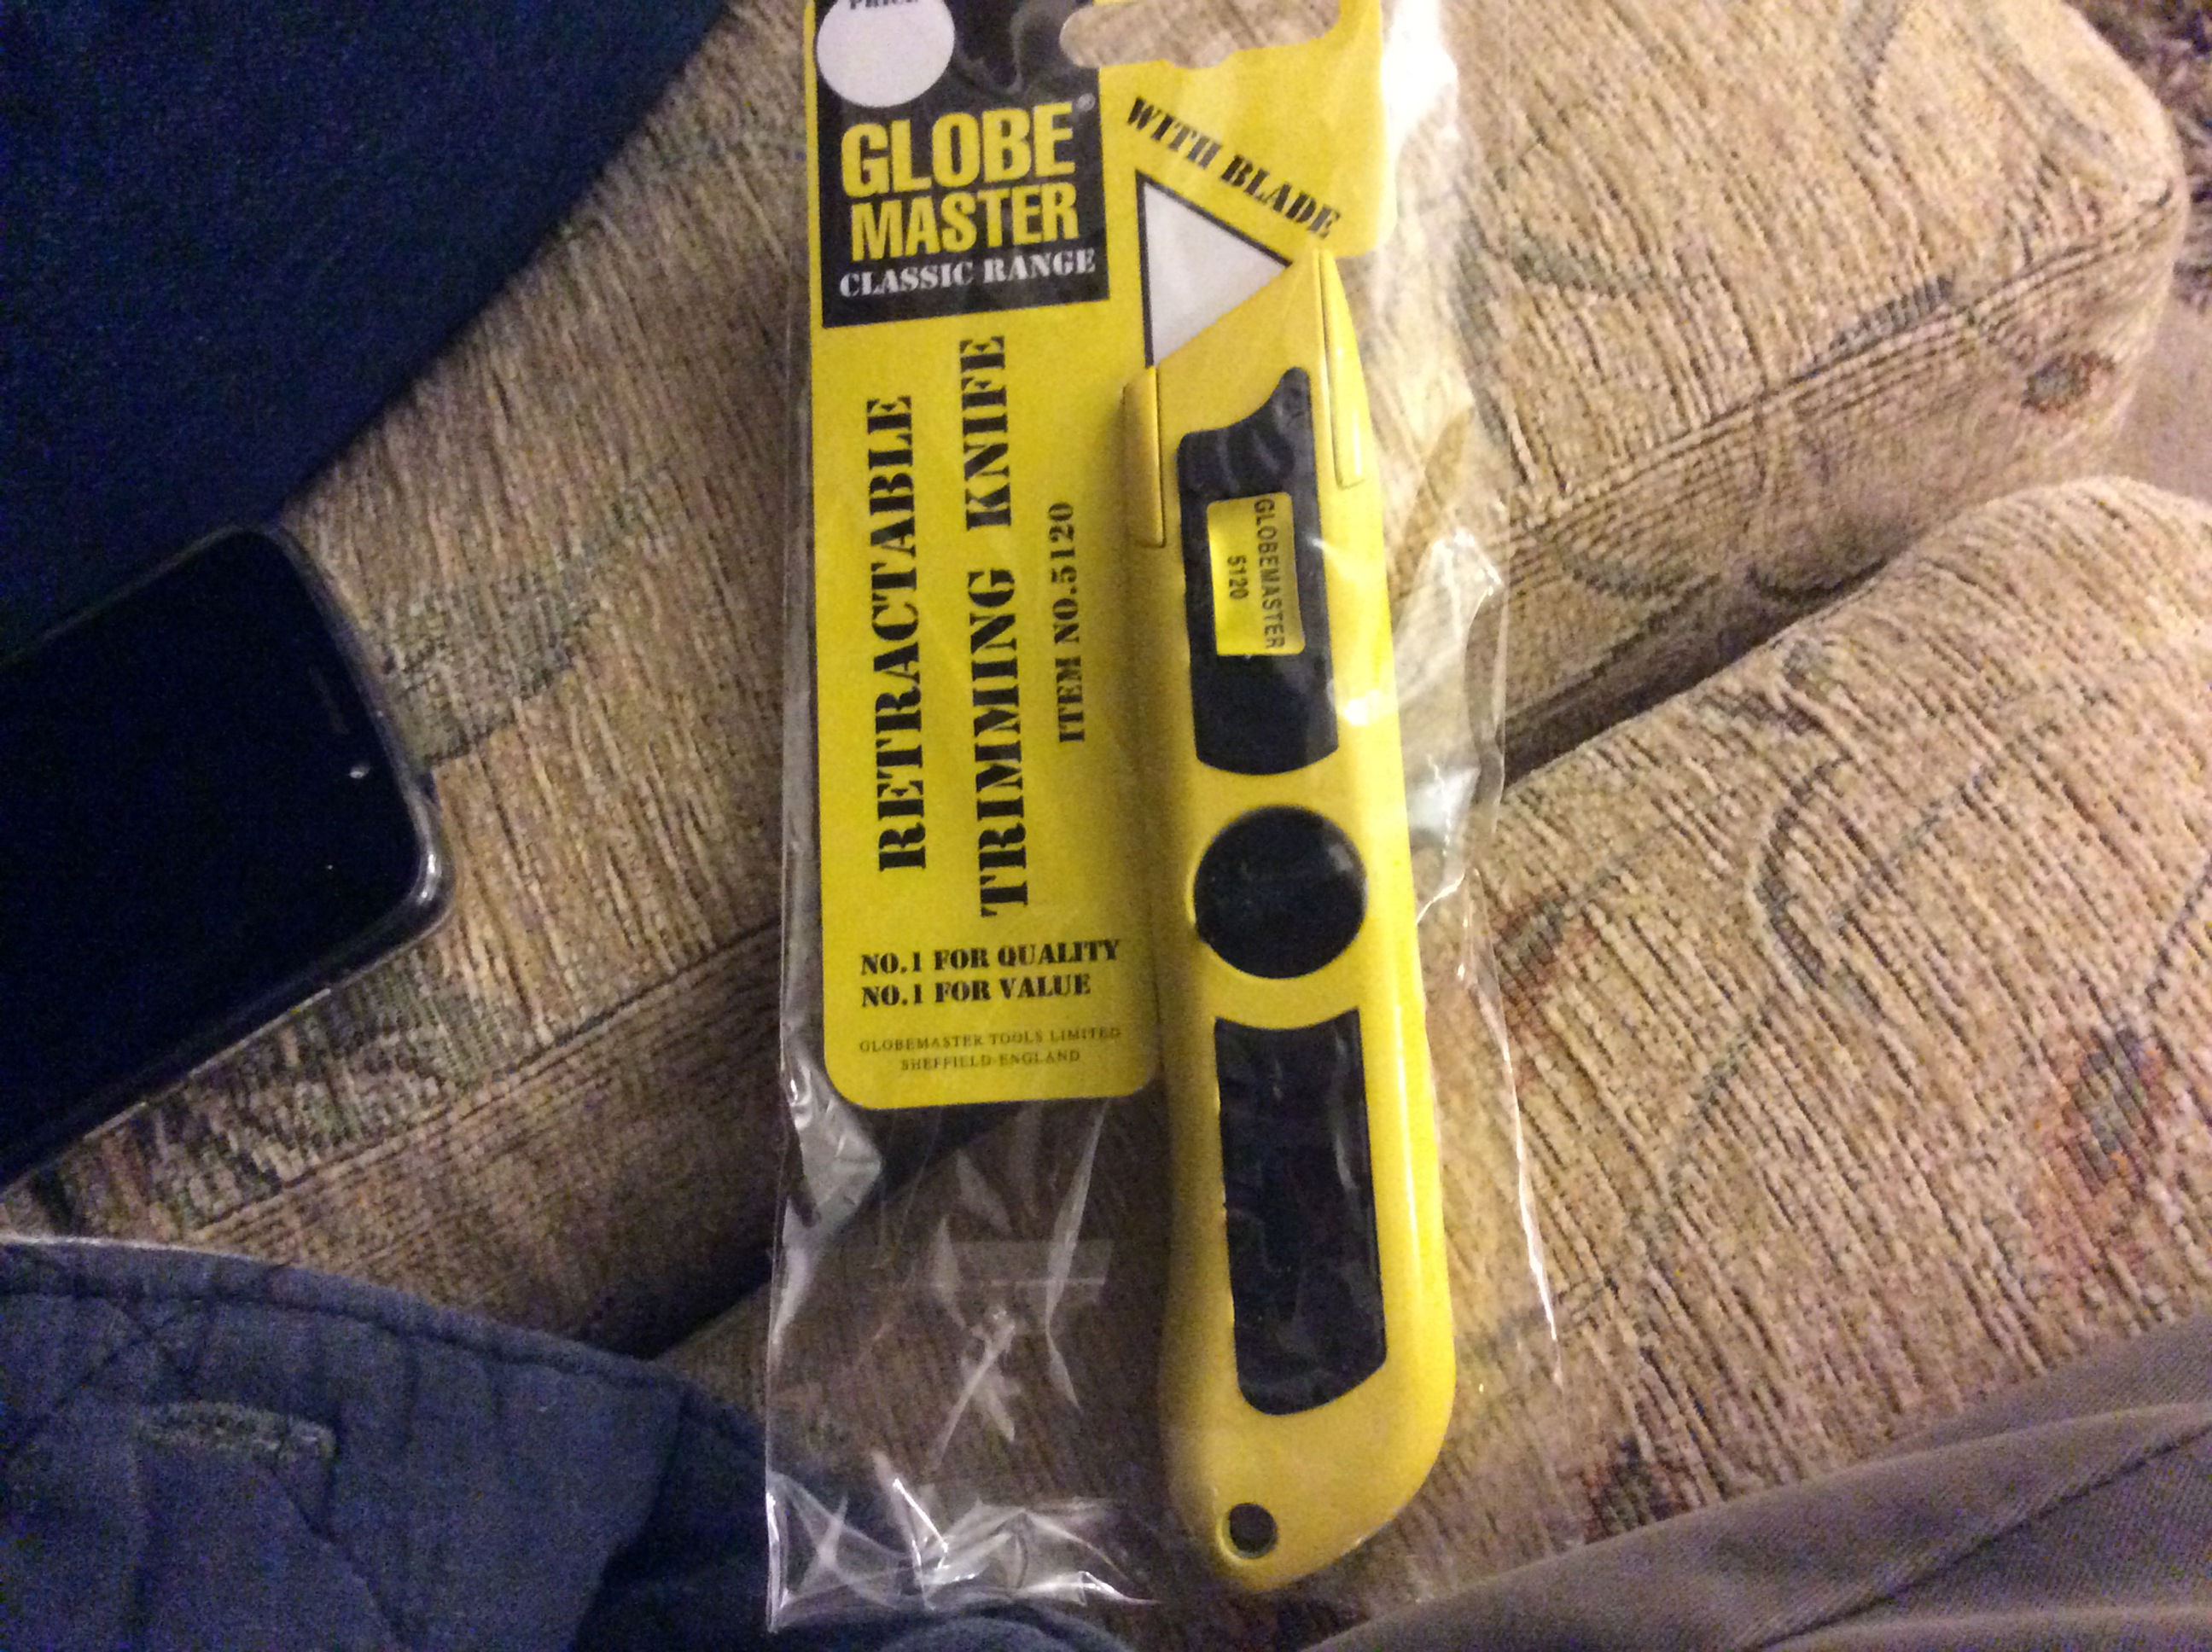 PRICE
GLOBE®
MASTER
CLASSIC RANGE
WITH BLADE
RETRACTABLE
TRIMMING KNIFE
ITEM NO.5120
GLOBEMASTER
5120
NO.1 FOR QUALITY
NO.1 FOR VALUE
GLOBEMASTER TOOLS LIMITED
SHEFFIELD ENGLAND